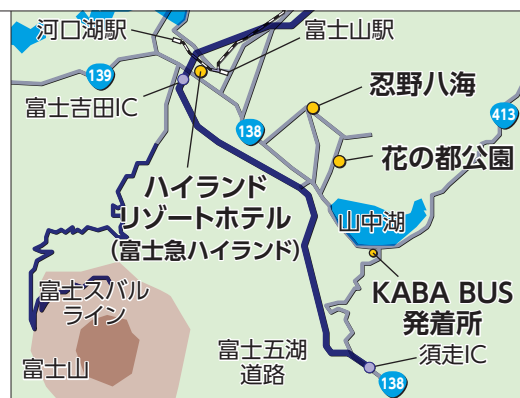 河口湖駅
富士山駅
139
富士吉田IC
忍野八海
413
138
花の都公園
ハイランド
リゾートホテル
(富士急ハイランド)
山中湖
KABA BUS
発着所
富士スバル
ライン
富士山
富士五湖
道路
須走IC
138